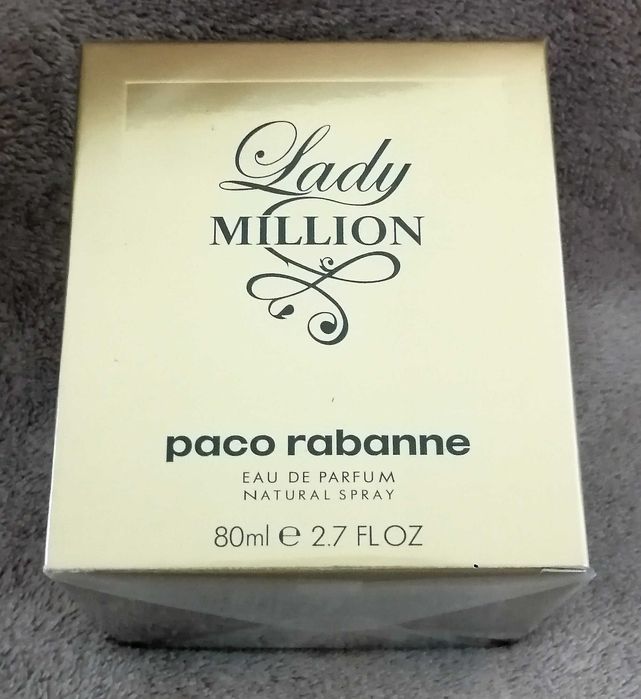 Lady
MILLION
paco rabanne
EAU DE PARFUM
NATURAL SPRAY
80ml e 2.7 FL OZ